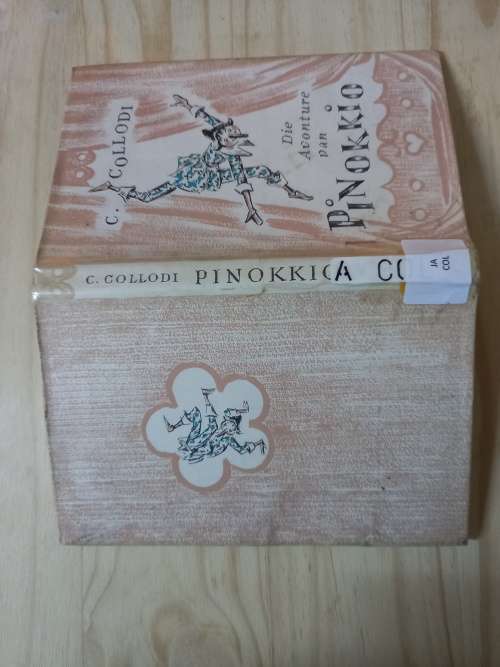 C. COLLODI
Die
Avonture
van
PINOKKIO
C. COLLODI PINOKKIO
A CO
JA
COL